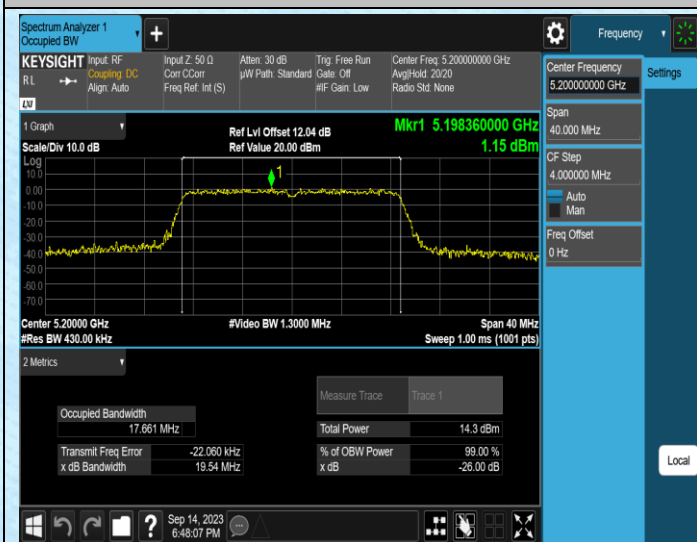 Spectrum Analyzer 1
Occupied BW
+
Frequency
KEYSIGHT
R L
LXI
Input: RF
Coupling: DC
Align: Auto
Input Z: 50 Ω
Corr CCorr
Freq Ref: Int (S)
Atten: 30 dB
µW Path: Standard
Trig: Free Run
Gate: Off
#IF Gain: Low
Center Freq: 5.200000000 GHz
Avg|Hold: 20/20
Radio Std: None
1 Graph
Scale/Div 10.0 dB
Ref Lvl Offset 12.04 dB
Ref Value 20.00 dBm
Mkr1 5.198360000 GHz
1.15 dBm
Log
10.0
0.00
-10.0
-20.0
-30.0
-40.0
-50.0
-60.0
-70.0
1
Center 5.20000 GHz
#Res BW 430.00 kHz
#Video BW 1.3000 MHz
Span 40 MHz
Sweep 1.00 ms (1001 pts)
2 Metrics
Measure Trace
Trace 1
Occupied Bandwidth
17.661 MHz
Total Power 14.3 dBm
Transmit Freq Error -22.060 kHz
% of OBW Power 99.00 %
x dB Bandwidth 19.54 MHz
x dB -26.00 dB
Center Frequency
5.200000000 GHz
Settings
Span
40.000 MHz
CF Step
4.000000 MHz
Auto
Man
Freq Offset
0 Hz
Local
?
Sep 14, 2023
6:48:07 PM